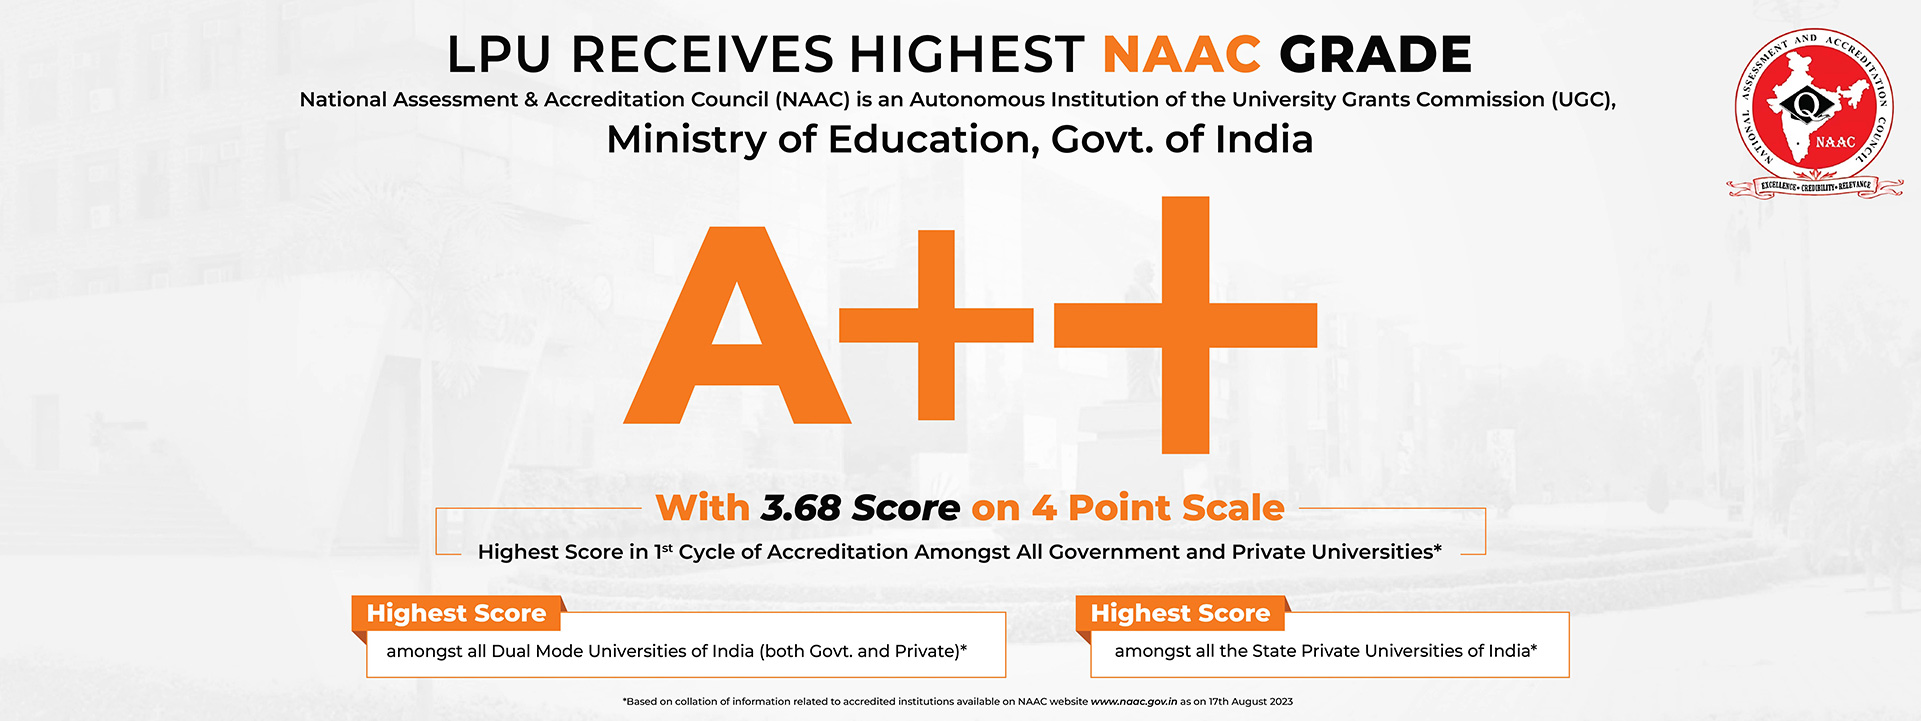 LPU RECEIVES HIGHEST NAAC GRADE
National Assessment & Accreditation Council (NAAC) is an Autonomous Institution of the University Grants Commission (UGC),
Ministry of Education, Govt. of India
NATIONAL ASSESSMENT AND ACCREDITATION COUNCIL
Q
NAAC
EXCELLENCE • CREDIBILITY • RELEVANCE
A++
With 3.68 Score on 4 Point Scale
Highest Score in 1st Cycle of Accreditation Amongst All Government and Private Universities*
Highest Score
amongst all Dual Mode Universities of India (both Govt. and Private)*
Highest Score
amongst all the State Private Universities of India*
*Based on collation of information related to accredited institutions available on NAAC website www.naac.gov.in as on 17th August 2023